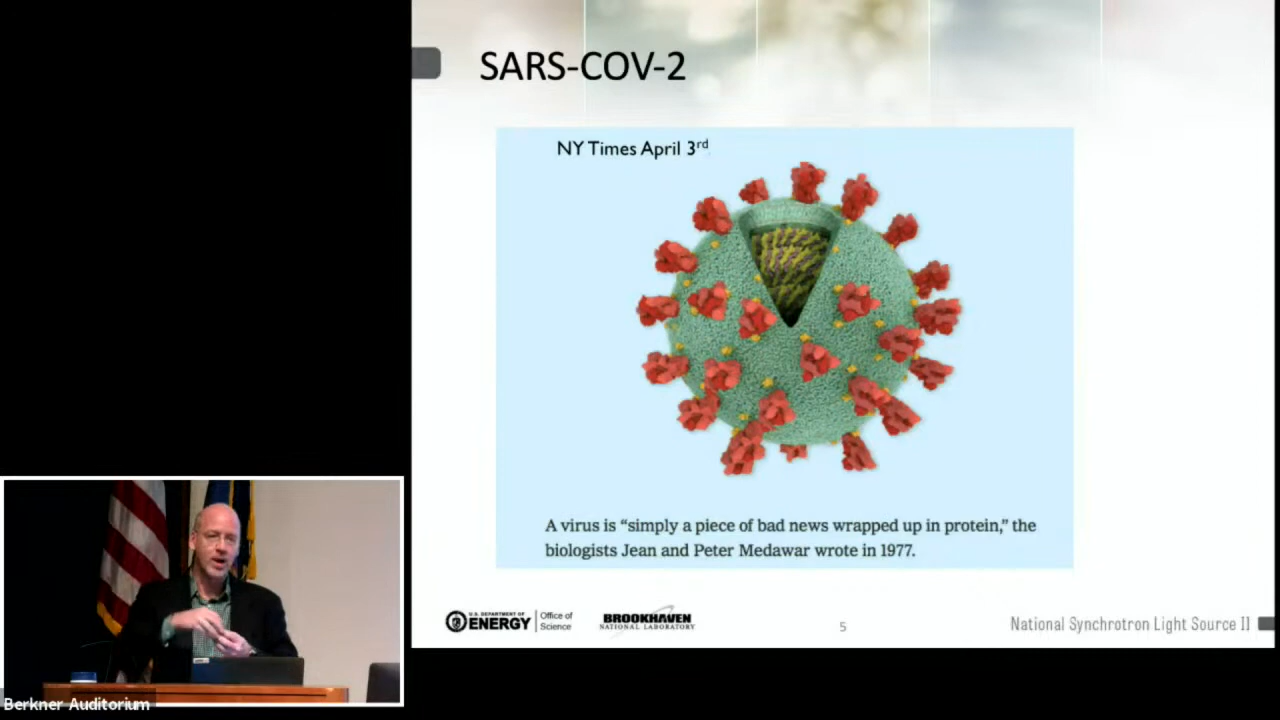 SARS-COV-2
NY Times April 3rd
A virus is “simply a piece of bad news wrapped up in protein,” the
biologists Jean and Peter Medawar wrote in 1977.
U.S. DEPARTMENT OF
ENERGY
Office of
Science
BROOKHAVEN
NATIONAL LABORATORY
5
National Synchrotron Light Source II
Berkner Auditorium